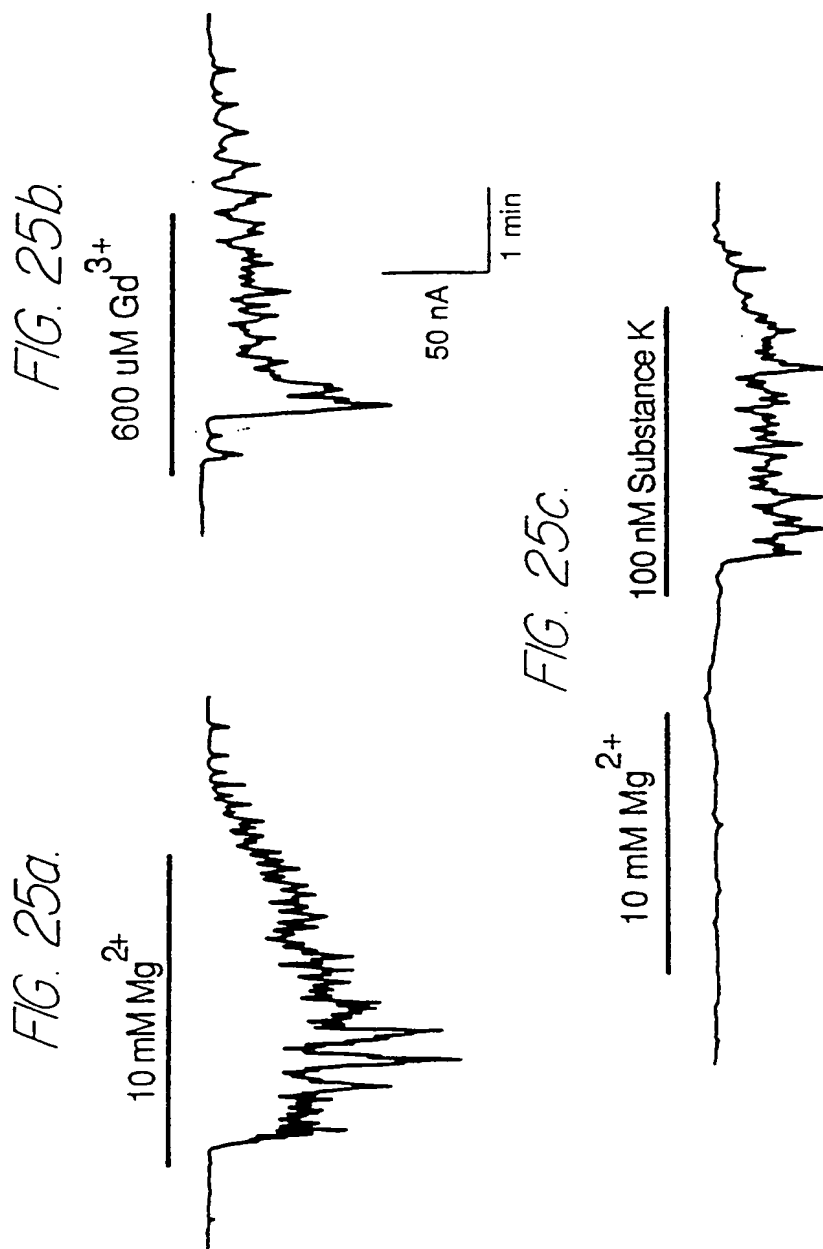 FIG. 25a.
10 mM Mg2+
FIG. 25b.
600 uM Gd3+
50 nA
1 min
FIG. 25c.
10 mM Mg2+
100 nM Substance K